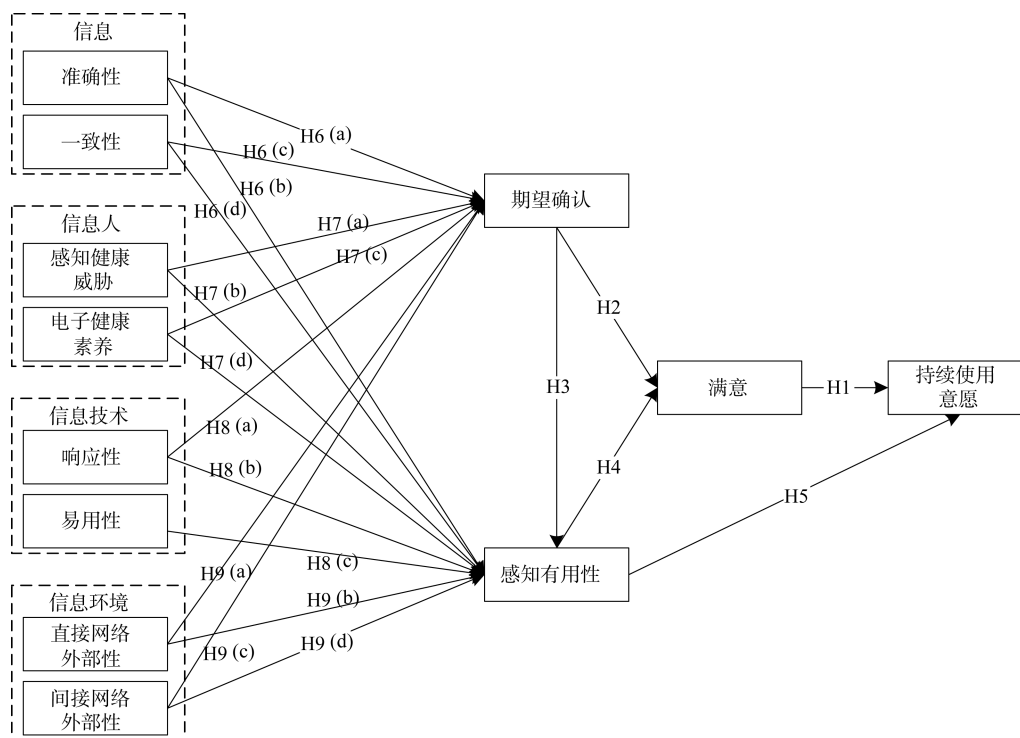 信息
准确性
一致性
信息人
感知健康
威胁
电子健康
素养
信息技术
响应性
易用性
信息环境
直接网络
外部性
间接网络
外部性
H6 (a)
H6 (c)
H6 (b)
H6 (d)
H7 (a)
H7 (c)
H7 (b)
H7 (d)
H8 (a)
H8 (b)
H8 (c)
H9 (a)
H9 (b)
H9 (d)
H9 (c)
期望确认
H2
H3
满意
H1
持续使用
意愿
H4
H5
感知有用性